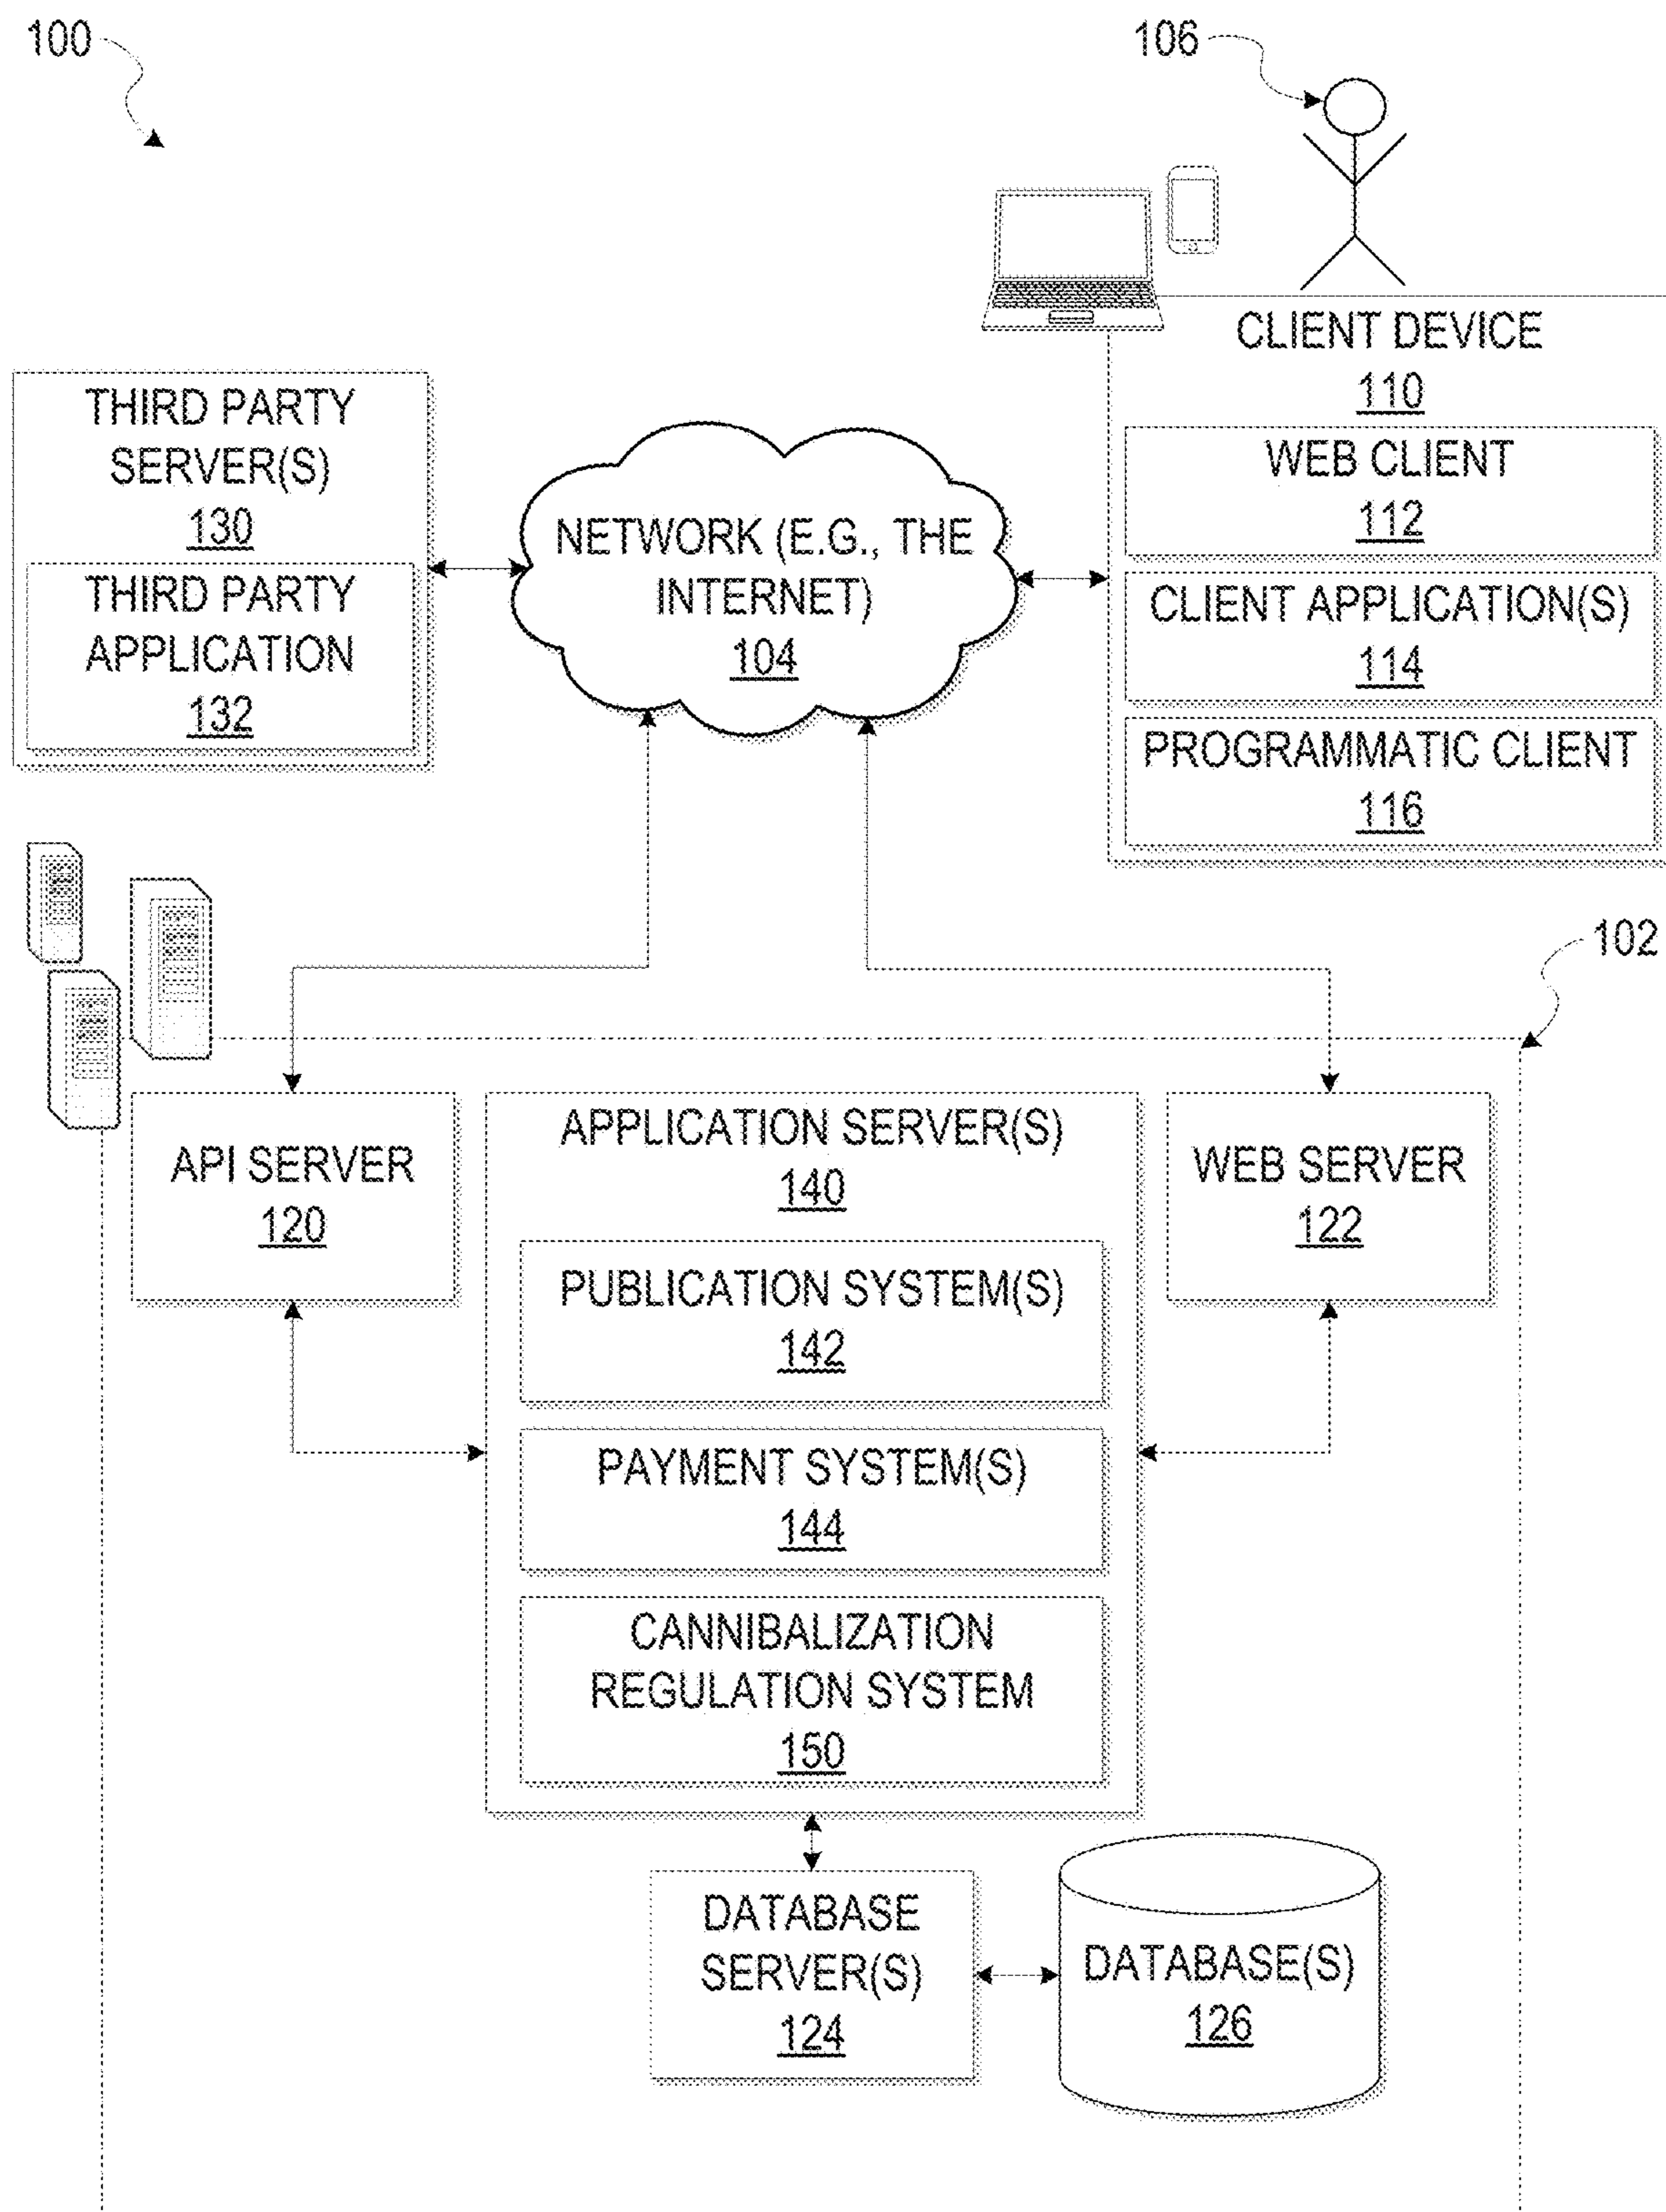 100
106
CLIENT DEVICE
110
WEB CLIENT
112
CLIENT APPLICATION(S)
114
PROGRAMMATIC CLIENT
116
THIRD PARTY
SERVER(S)
130
THIRD PARTY
APPLICATION
132
NETWORK (E.G., THE
INTERNET)
104
102
API SERVER
120
APPLICATION SERVER(S)
140
PUBLICATION SYSTEM(S)
142
PAYMENT SYSTEM(S)
144
CANNIBALIZATION
REGULATION SYSTEM
150
WEB SERVER
122
DATABASE
SERVER(S)
124
DATABASE(S)
126